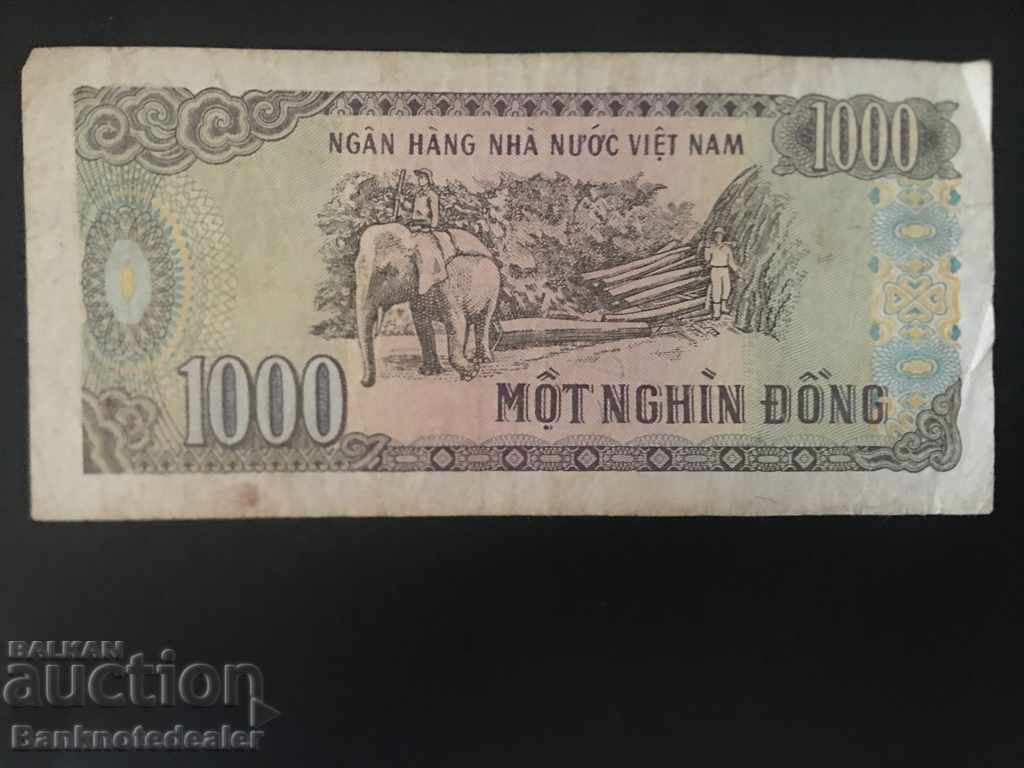 NGÂN HÀNG NHÀ NƯỚC VIỆT NAM
1000
1000
MỘT NGHÌN ĐỒNG
BALKAN
auction
Banknotedealer